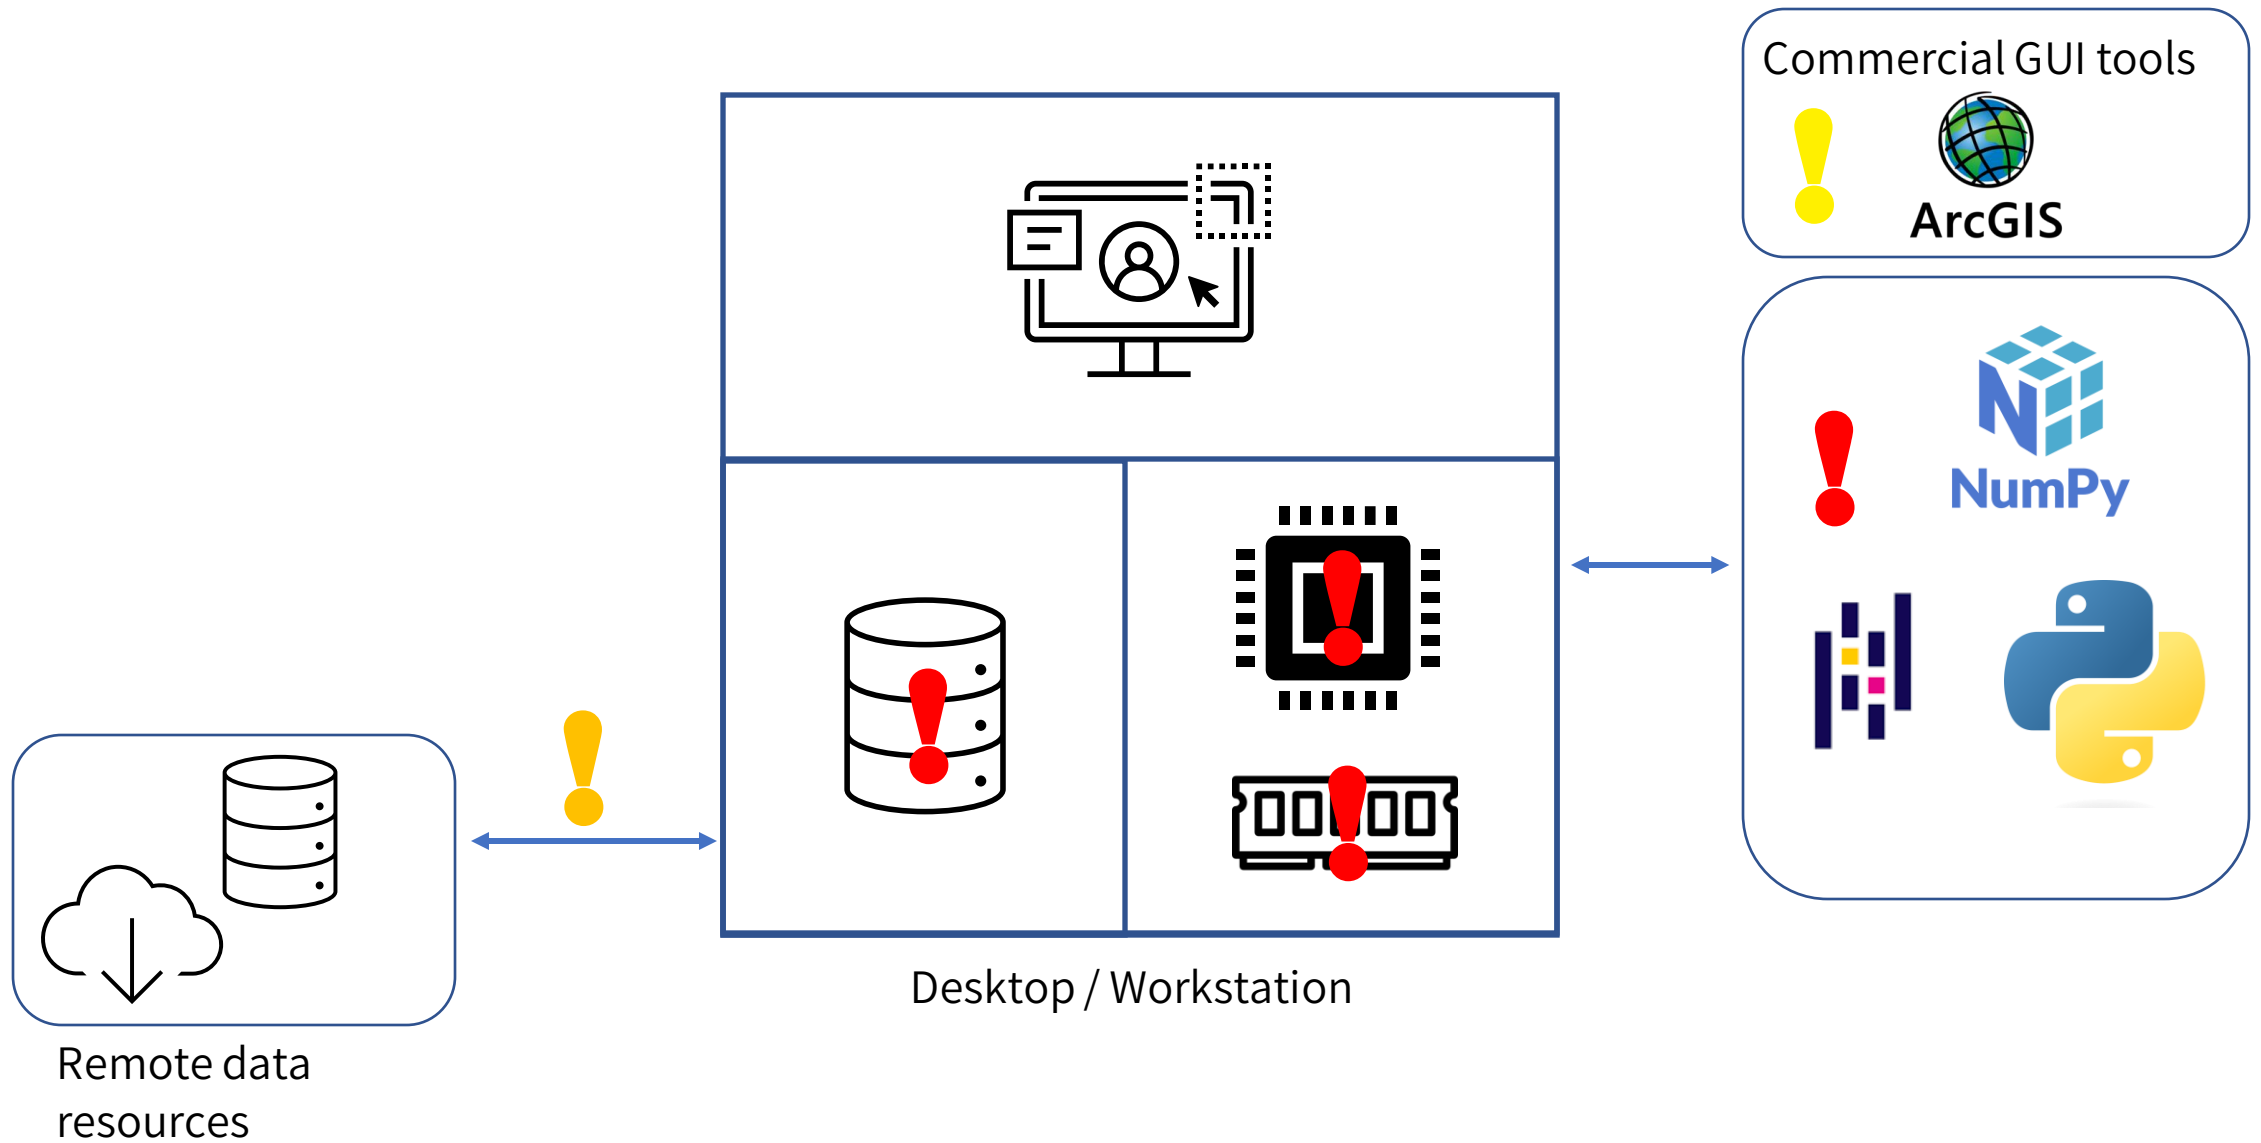 Commercial GUI tools
ArcGIS
NumPy
Desktop / Workstation
Remote data
resources